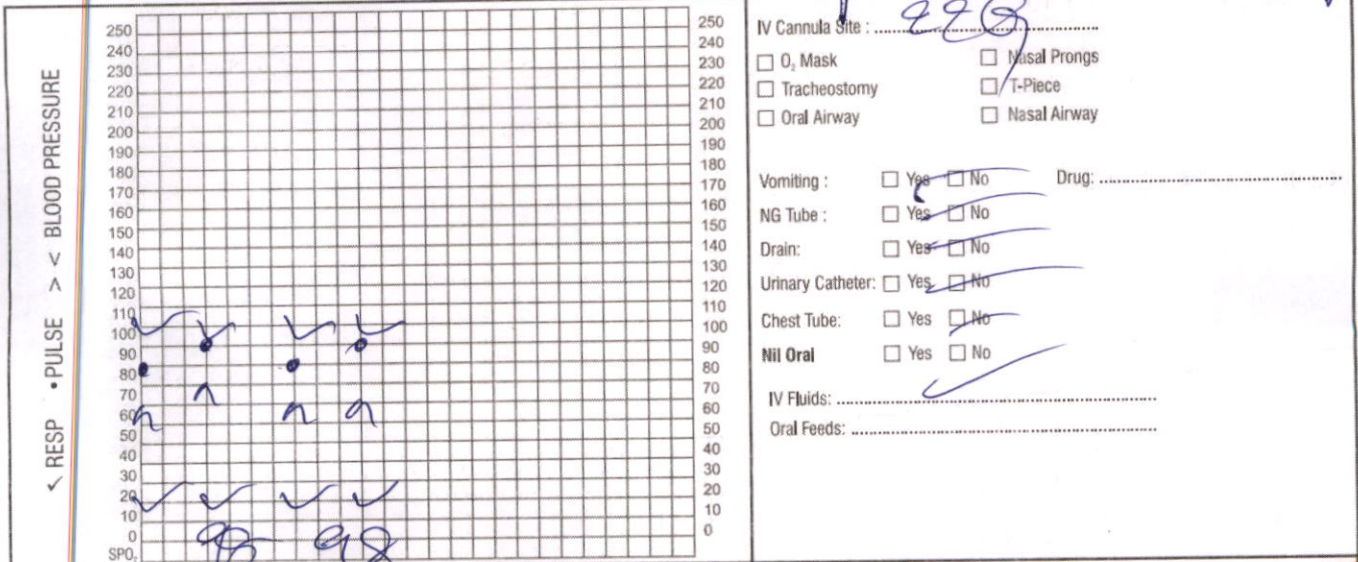 < RESP • PULSE > < BLOOD PRESSURE
250 250
240 240
230 230
220 220
210 210
200 200
190 190
180 180
170 170
160 160
150 150
140 140
130 130
120 120
110 110
100 100
90 90
80 80
70 70
60 60
50 50
40 40
30 30
20 20
10 10
0 0
SPO₂ 98
IV Cannula Site : 22G
☐ O₂ Mask ☐ Nasal Prongs
☐ Tracheostomy ☐ T-Piece
☐ Oral Airway ☐ Nasal Airway
Vomiting : ☐ Yes ☐ No Drug:
NG Tube : ☐ Yes ☐ No
Drain: ☐ Yes ☐ No
Urinary Catheter: ☐ Yes ☐ No
Chest Tube: ☐ Yes ☐ No
Nil Oral ☐ Yes ☐ No
IV Fluids: ✓
Oral Feeds: